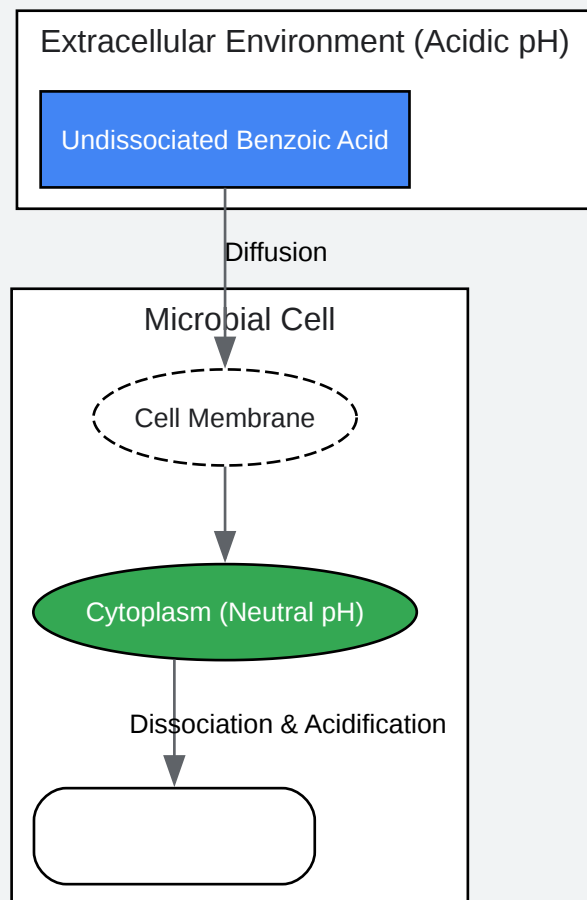 Extracellular Environment (Acidic pH)
Undissociated Benzoic Acid
Diffusion
Microbial Cell
Cell Membrane
Cytoplasm (Neutral pH)
Dissociation & Acidification